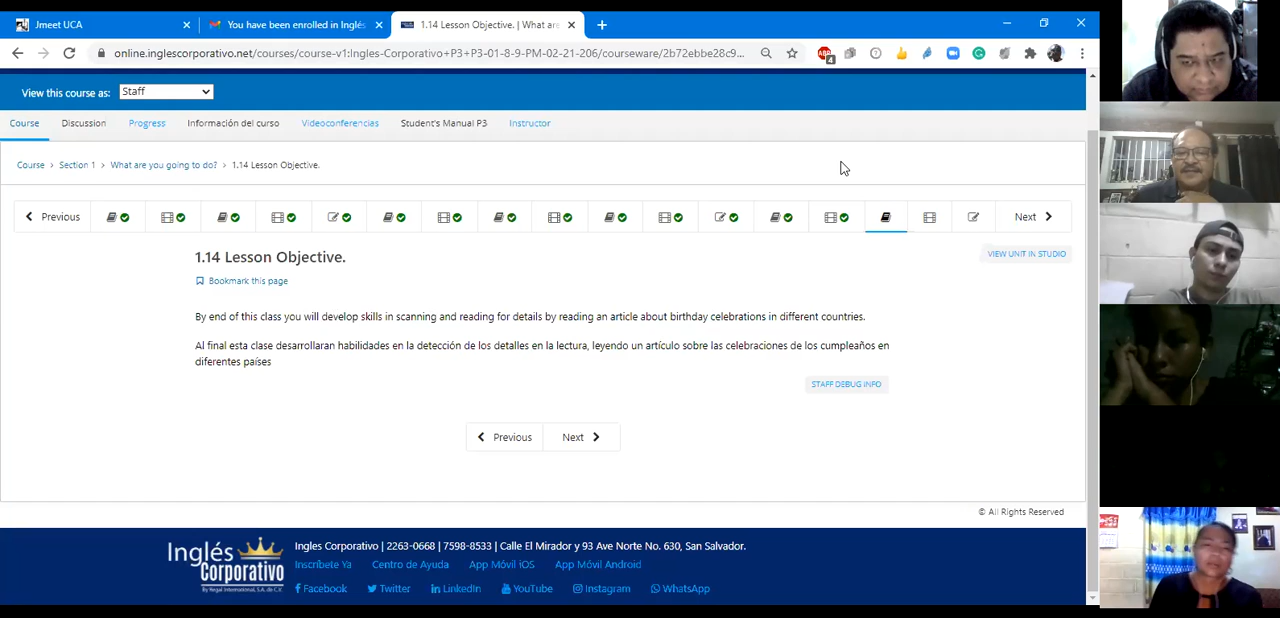 Jmeet UCA
You have been enrolled in Inglés
1.14 Lesson Objective. | What are
online.inglescorporativo.net/courses/course-v1:Ingles-Corporativo+P3+P3-01-8-9-PM-02-21-206/courseware/2b72ebbe28c9...
View this course as: Staff
Course Discussion Progress Información del curso Videoconferencias Student's Manual P3 Instructor
Course > Section 1 > What are you going to do? > 1.14 Lesson Objective.
Previous Next
1.14 Lesson Objective.
VIEW UNIT IN STUDIO
Bookmark this page
By end of this class you will develop skills in scanning and reading for details by reading an article about birthday celebrations in different countries.
Al final esta clase desarrollaran habilidades en la detección de los detalles en la lectura, leyendo un artículo sobre las celebraciones de los cumpleaños en
diferentes países
STAFF DEBUG INFO
Previous Next
© All Rights Reserved
Inglés Corporativo
By Regal International, S.A. de C.V.
Ingles Corporativo | 2263-0668 | 7598-8533 | Calle El Mirador y 93 Ave Norte No. 630, San Salvador.
Inscríbete Ya Centro de Ayuda App Móvil iOS App Móvil Android
Facebook Twitter LinkedIn YouTube Instagram WhatsApp